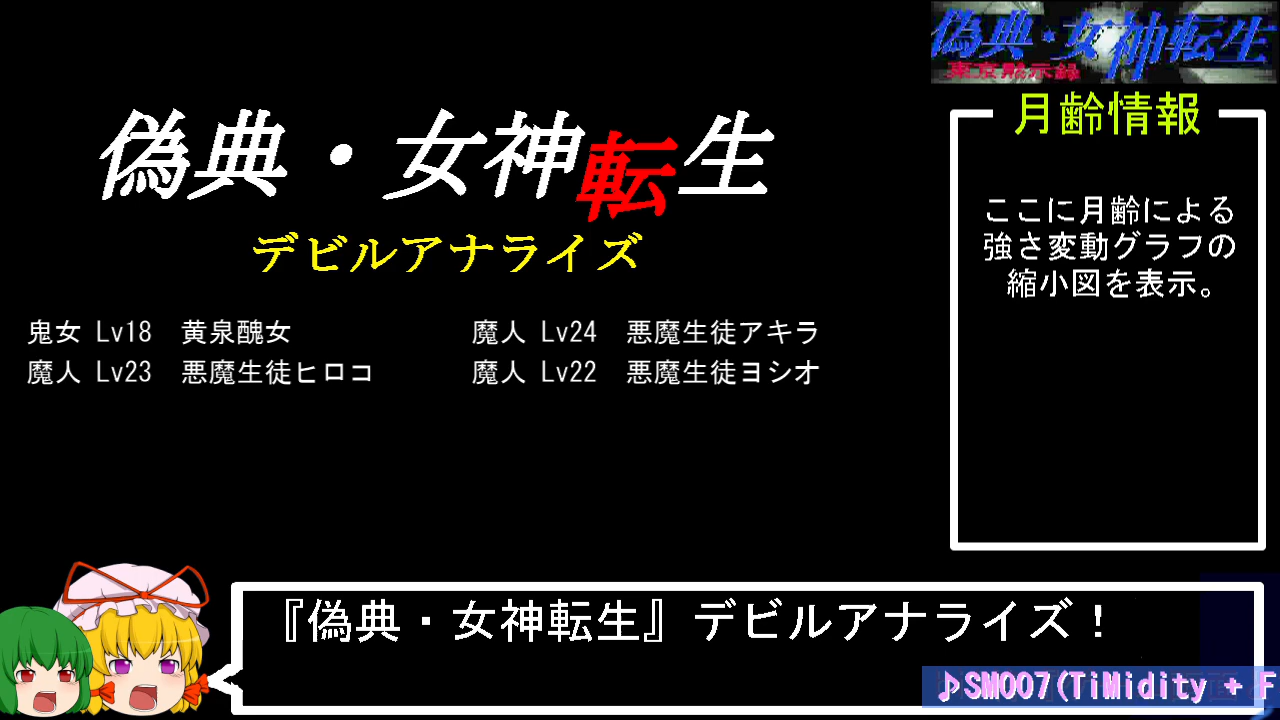 偽典・女神転生
東京黙示録
月齢情報
偽典・女神転生
デビルアナライズ
ここに月齢による
強さ変動グラフの
縮小図を表示。
鬼女 Lv18 黄泉醜女
魔人 Lv24 悪魔生徒アキラ
魔人 Lv23 悪魔生徒ヒロコ
魔人 Lv22 悪魔生徒ヨシオ
『偽典・女神転生』デビルアナライズ！
♪SM007(TiMidity + F